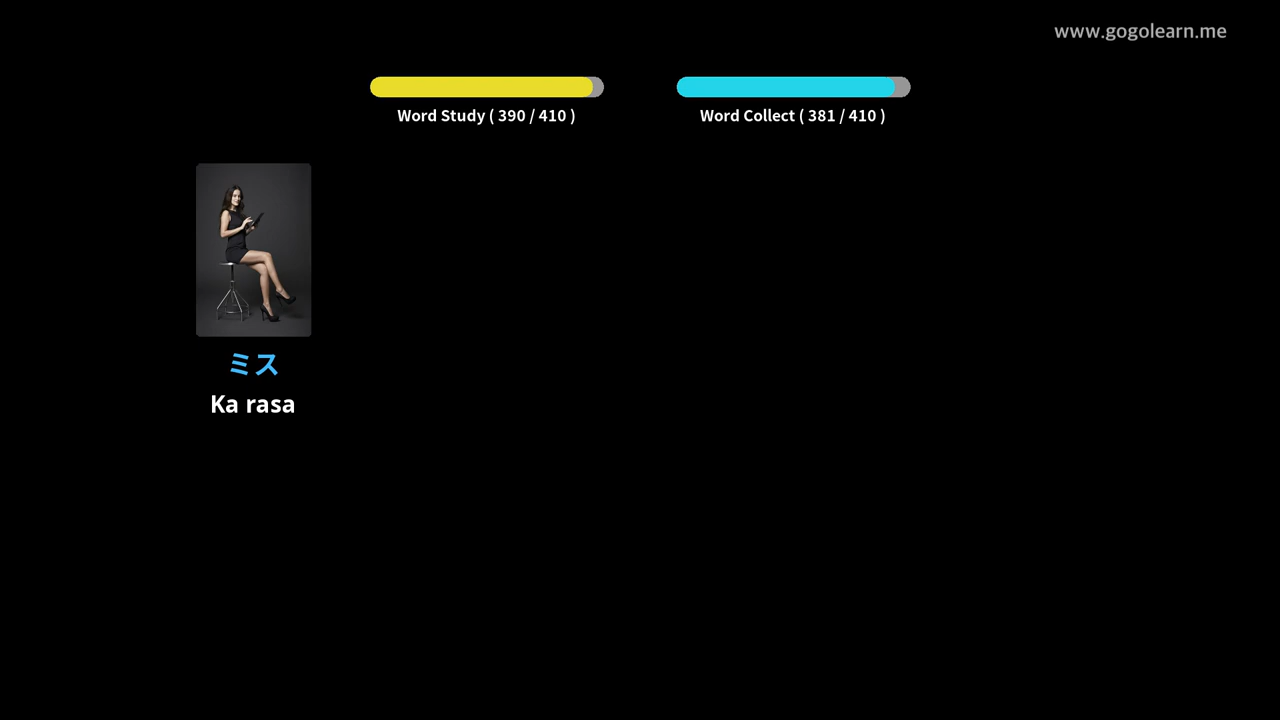 www.gogolearn.me
Word Study ( 390 / 410 )
Word Collect ( 381 / 410 )
ミス
Ka rasa